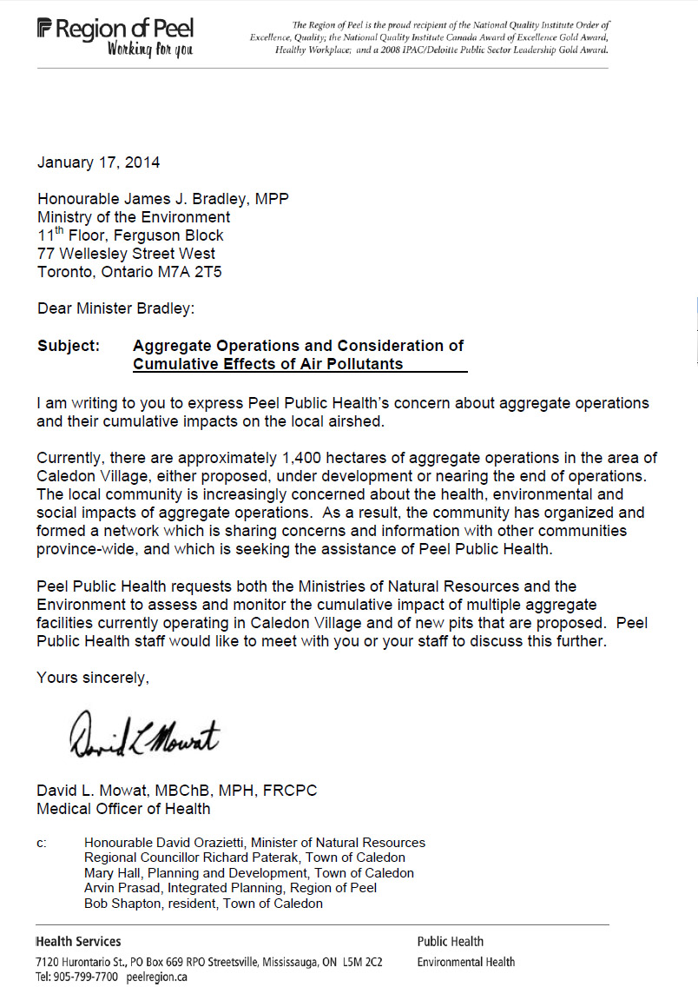 Region of Peel
Working for you
The Region of Peel is the proud recipient of the National Quality Institute Order of
Excellence, Quality; the National Quality Institute Canada Award of Excellence Gold Award,
Healthy Workplace; and a 2008 IPAC/Deloitte Public Sector Leadership Gold Award.
January 17, 2014
Honourable James J. Bradley, MPP
Ministry of the Environment
11th Floor, Ferguson Block
77 Wellesley Street West
Toronto, Ontario M7A 2T5
Dear Minister Bradley:
Subject: Aggregate Operations and Consideration of
Cumulative Effects of Air Pollutants
I am writing to you to express Peel Public Health's concern about aggregate operations
and their cumulative impacts on the local airshed.
Currently, there are approximately 1,400 hectares of aggregate operations in the area of
Caledon Village, either proposed, under development or nearing the end of operations.
The local community is increasingly concerned about the health, environmental and
social impacts of aggregate operations. As a result, the community has organized and
formed a network which is sharing concerns and information with other communities
province-wide, and which is seeking the assistance of Peel Public Health.
Peel Public Health requests both the Ministries of Natural Resources and the
Environment to assess and monitor the cumulative impact of multiple aggregate
facilities currently operating in Caledon Village and of new pits that are proposed. Peel
Public Health staff would like to meet with you or your staff to discuss this further.
Yours sincerely,
David L Mowat
David L. Mowat, MBChB, MPH, FRCPC
Medical Officer of Health
c: Honourable David Orazietti, Minister of Natural Resources
Regional Councillor Richard Paterak, Town of Caledon
Mary Hall, Planning and Development, Town of Caledon
Arvin Prasad, Integrated Planning, Region of Peel
Bob Shapton, resident, Town of Caledon
Health Services
7120 Hurontario St., PO Box 669 RPO Streetsville, Mississauga, ON L5M 2C2
Tel: 905-799-7700 peelregion.ca
Public Health
Environmental Health